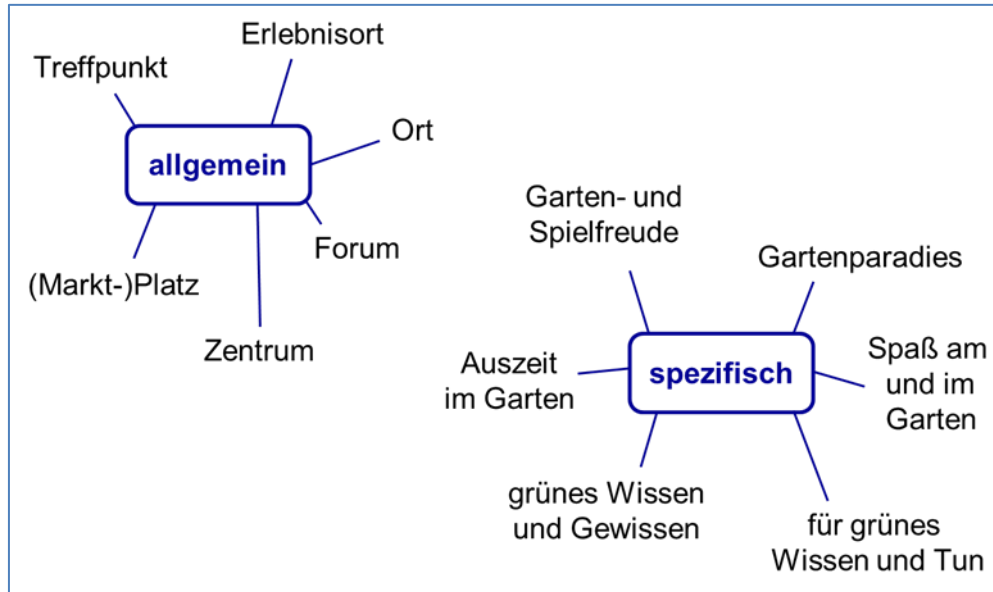 Erlebnisort
Treffpunkt
Ort
allgemein
Forum
(Markt-)Platz
Zentrum
Garten- und
Spielfreude
Gartenparadies
Auszeit
im Garten
spezifisch
Spaß am
und im
Garten
grünes Wissen
und Gewissen
für grünes
Wissen und Tun